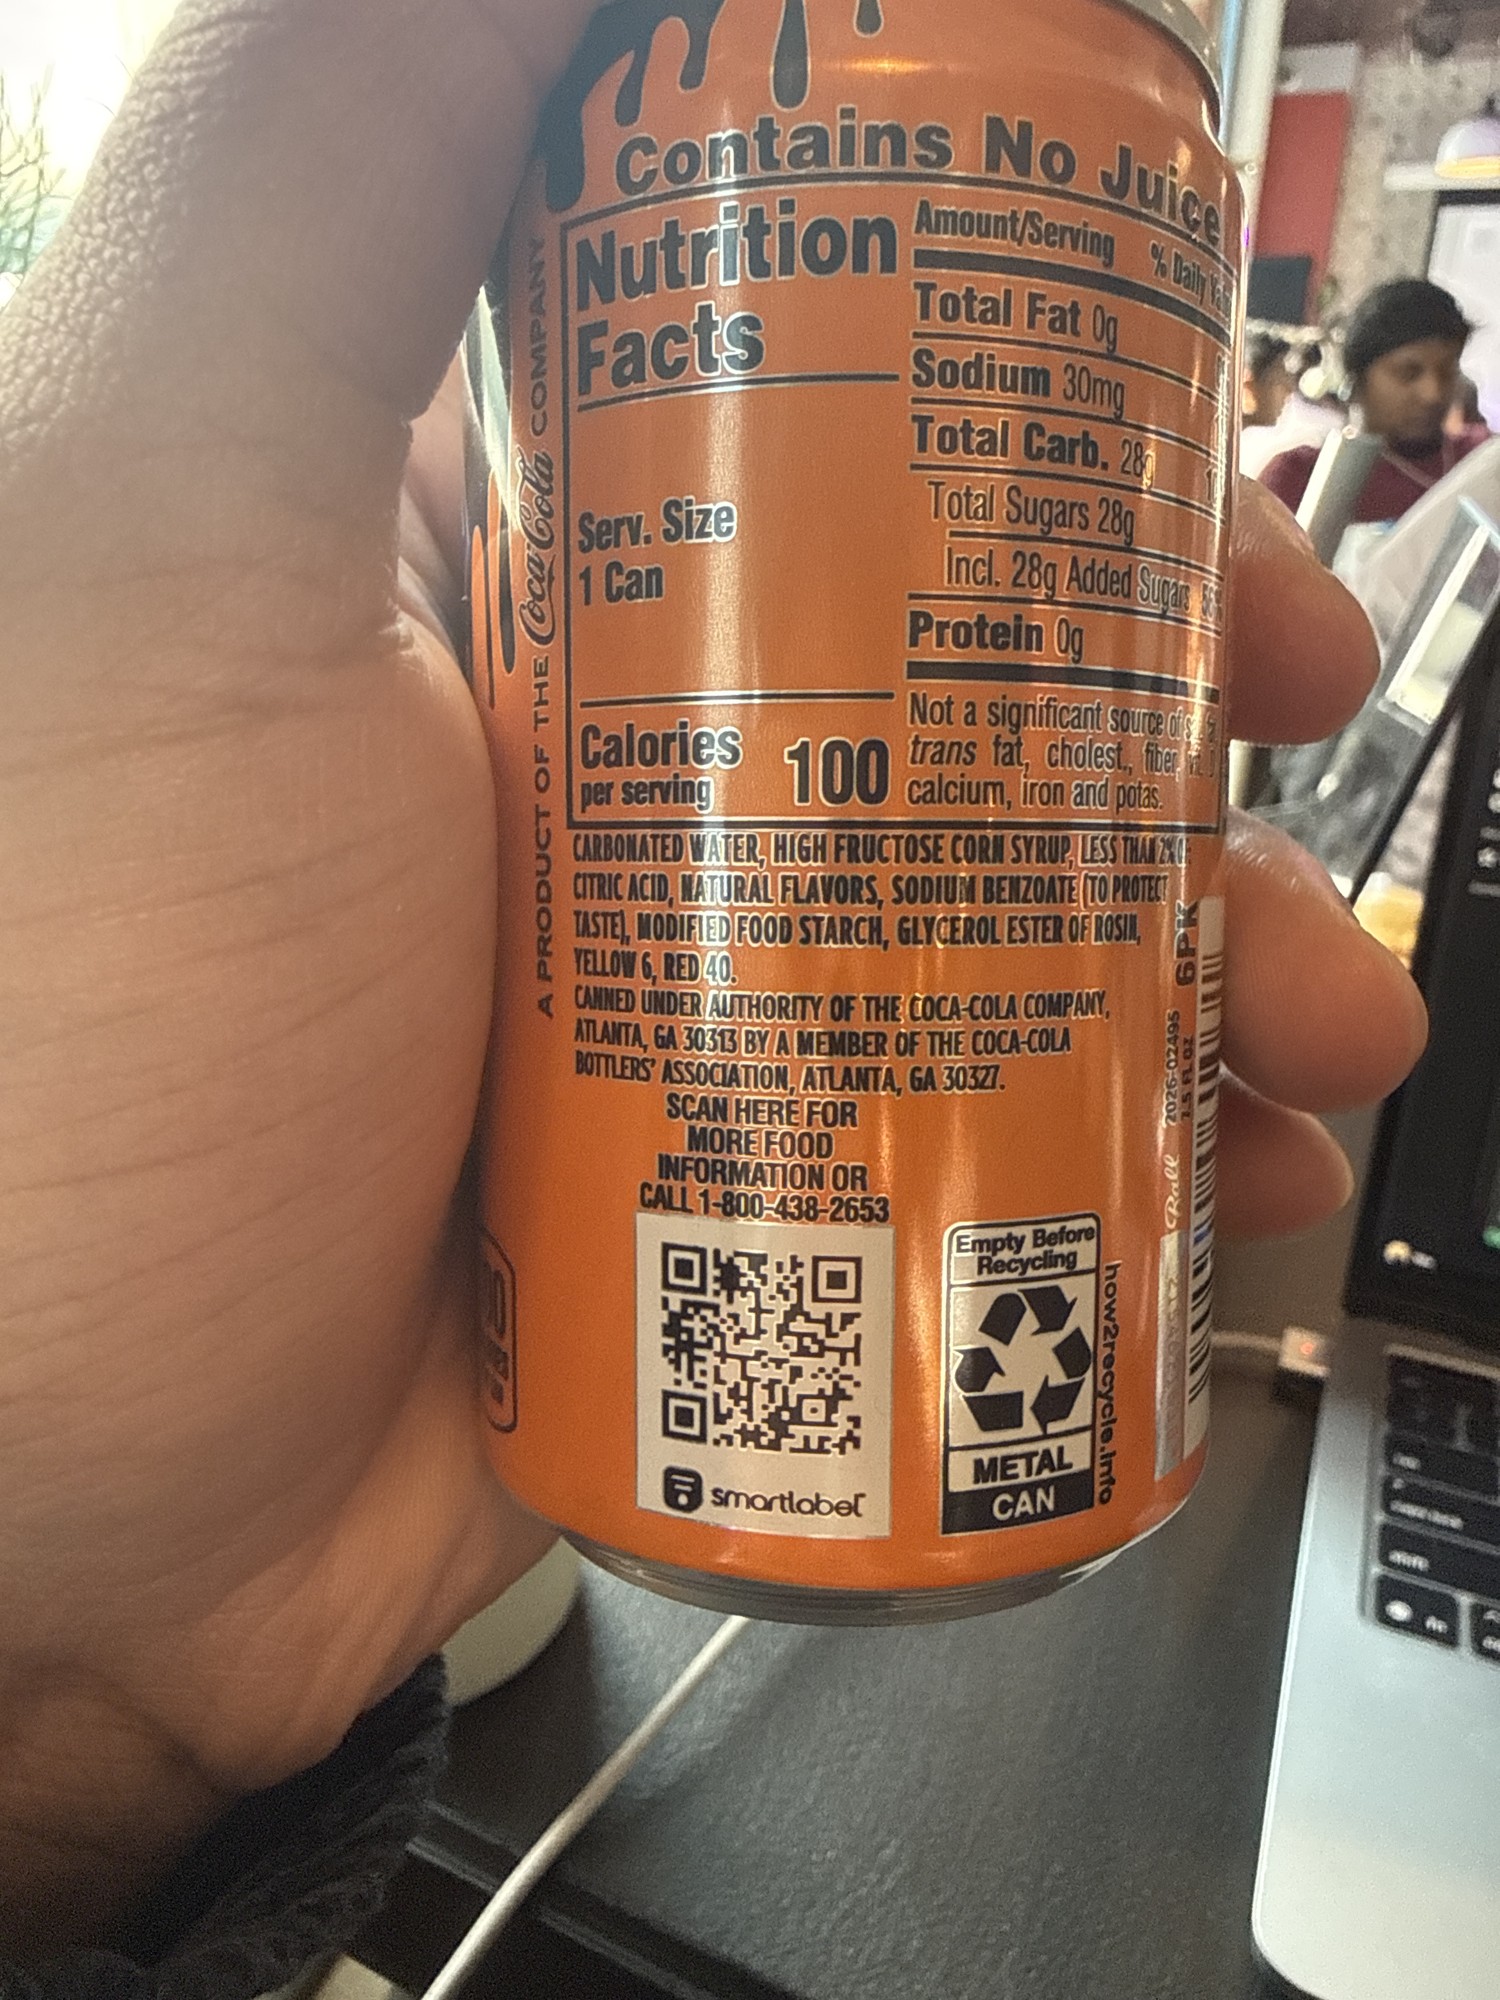 Contains No Juice
Nutrition
Facts
Serv. Size
1 Can
Calories
per serving
100
Amount/Serving % Daily
Total Fat 0g
Sodium 30mg
Total Carb. 28g
Total Sugars 28g
Incl. 28g Added Sugars
Protein 0g
Not a significant source of
trans fat, cholest., fiber,
calcium, iron and potas.
CARBONATED WATER, HIGH FRUCTOSE CORN SYRUP, LESS THAN 2% OF:
CITRIC ACID, NATURAL FLAVORS, SODIUM BENZOATE (TO PROTECT
TASTE), MODIFIED FOOD STARCH, GLYCEROL ESTER OF ROSIN,
YELLOW 6, RED 40.
CANNED UNDER AUTHORITY OF THE COCA-COLA COMPANY,
ATLANTA, GA 30313 BY A MEMBER OF THE COCA-COLA
BOTTLERS' ASSOCIATION, ATLANTA, GA 30327.
SCAN HERE FOR
MORE FOOD
INFORMATION OR
CALL 1-800-438-2653
smartlabel
Empty Before
Recycling
METAL
CAN
how2recycle.info
A PRODUCT OF THE Coca-Cola COMPANY
6PK
2026-02495
7.5 FL OZ
Ball